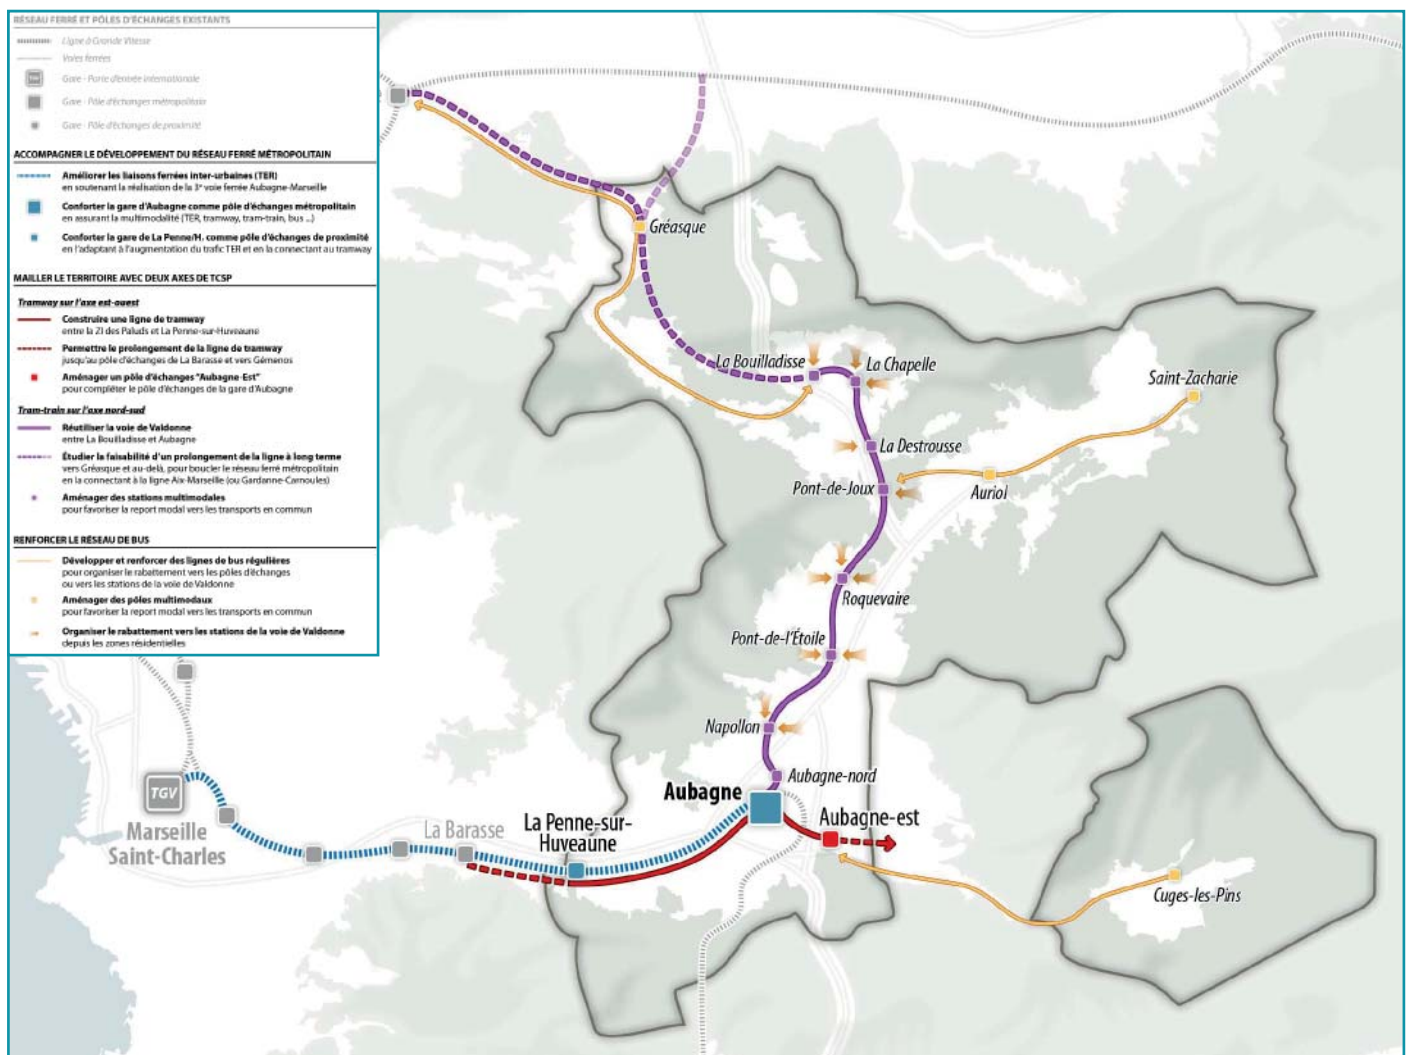 RÉSEAU FERRÉ ET PÔLES D'ÉCHANGES EXISTANTS
Ligne à Grande Vitesse
Voies ferrées
TGV
Gare - Porte d'entrée internationale
Gare - Pôle d'échanges métropolitain
Gare - Pôle d'échanges de proximité
ACCOMPAGNER LE DÉVELOPPEMENT DU RÉSEAU FERRÉ MÉTROPOLITAIN
Améliorer les liaisons ferrées inter-urbaines (TER)
en soutenant la réalisation de la 3e voie ferrée Aubagne-Marseille
Conforter la gare d'Aubagne comme pôle d'échanges métropolitain
en assurant la multimodalité (TER, tramway, tram-train, bus ...)
Conforter la gare de La Penne/H. comme pôle d'échanges de proximité
en l'adaptant à l'augmentation du trafic TER et en la connectant au tramway
MAILLER LE TERRITOIRE AVEC DEUX AXES DE TCSP
Tramway sur l'axe est-ouest
Construire une ligne de tramway
entre la ZI des Paluds et La Penne-sur-Huveaune
Permettre le prolongement de la ligne de tramway
jusqu'au pôle d'échanges de La Barasse et vers Gémenos
Aménager un pôle d'échanges "Aubagne-Est"
pour compléter le pôle d'échanges de la gare d'Aubagne
Tram-train sur l'axe nord-sud
Réutiliser la voie de Valdonne
entre La Bouilladisse et Aubagne
Étudier la faisabilité d'un prolongement de la ligne à long terme
vers Gréasque et au-delà, pour boucler le réseau ferré métropolitain
en la connectant à la ligne Aix-Marseille (ou Gardanne-Carnoules)
Aménager des stations multimodales
pour favoriser le report modal vers les transports en commun
RENFORCER LE RÉSEAU DE BUS
Développer et renforcer des lignes de bus régulières
pour organiser le rabattement vers les pôles d'échanges
ou vers les stations de la voie de Valdonne
Aménager des pôles multimodaux
pour favoriser le report modal vers les transports en commun
Organiser le rabattement vers les stations de la voie de Valdonne
depuis les zones résidentielles
Gréasque
La Bouilladisse
La Chapelle
Saint-Zacharie
La Destrousse
Pont-de-Joux
Auriol
Roquevaire
Pont-de-l'Étoile
Napollon
Aubagne-nord
Aubagne
Aubagne-est
TGV
Marseille
Saint-Charles
La Barasse
La Penne-sur-
Huveaune
Cuges-les-Pins